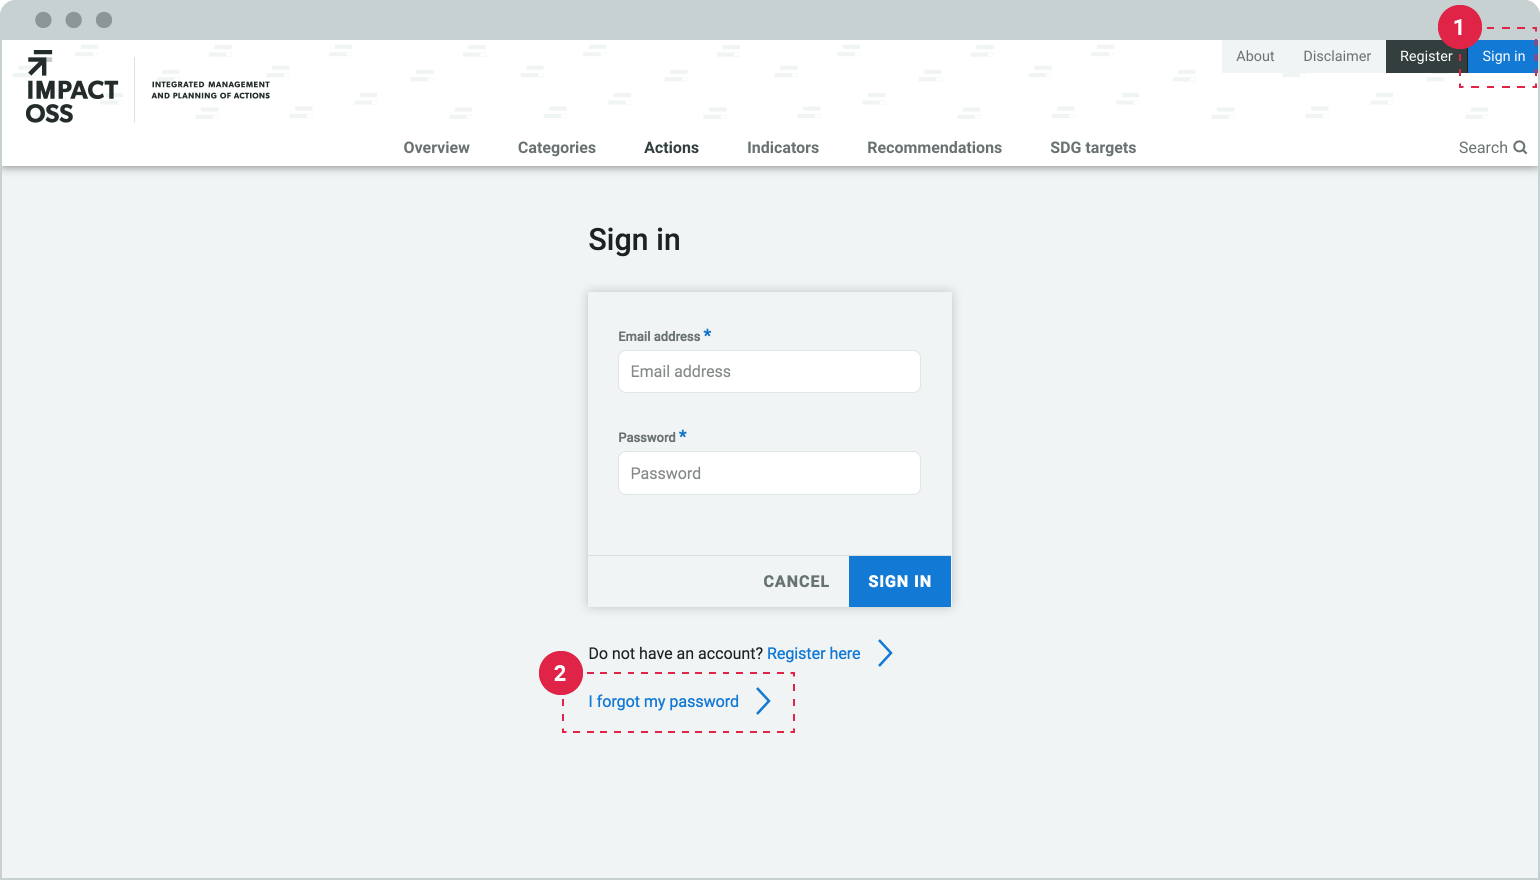 1
About Disclaimer Register Sign in
IMPACT
OSS
INTEGRATED MANAGEMENT
AND PLANNING OF ACTIONS
Overview Categories Actions Indicators Recommendations SDG targets Search
Sign in
Email address *
Email address
Password *
Password
CANCEL SIGN IN
Do not have an account? Register here
2
I forgot my password